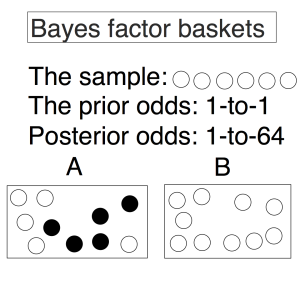 Bayes factor baskets
The sample:
The prior odds: 1-to-1
Posterior odds: 1-to-64
A B